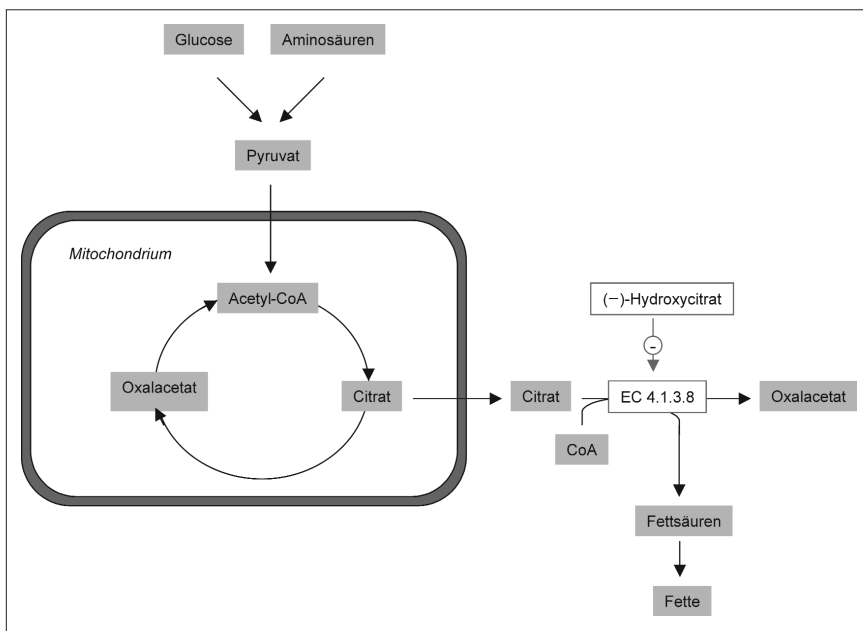 Glucose
Aminosäuren
Pyruvat
Mitochondrium
Acetyl-CoA
(−)-Hydroxycitrat
-
Oxalacetat
Citrat
Citrat
EC 4.1.3.8
Oxalacetat
CoA
Fettsäuren
Fette